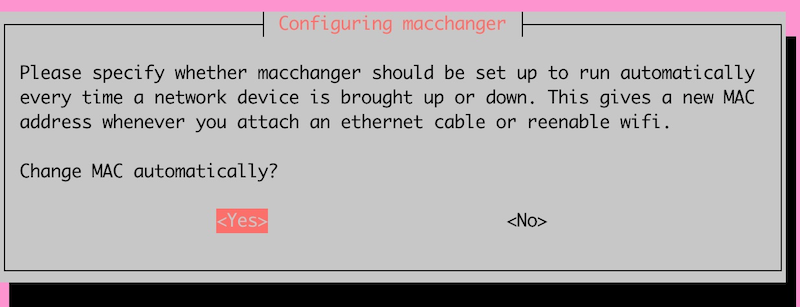 Configuring macchanger
Please specify whether macchanger should be set up to run automatically
every time a network device is brought up or down. This gives a new MAC
address whenever you attach an ethernet cable or reenable wifi.
Change MAC automatically?
<Yes> <No>